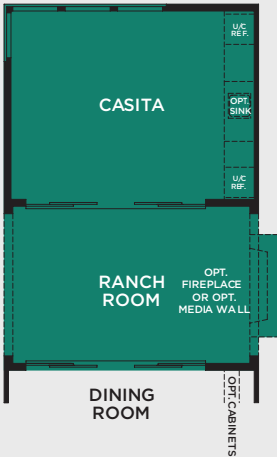 U/C
REF.
CASITA
OPT.
SINK
U/C
REF.
RANCH
ROOM
OPT.
FIREPLACE
OR OPT.
MEDIA WALL
DINING
ROOM
OPT.CABINETS